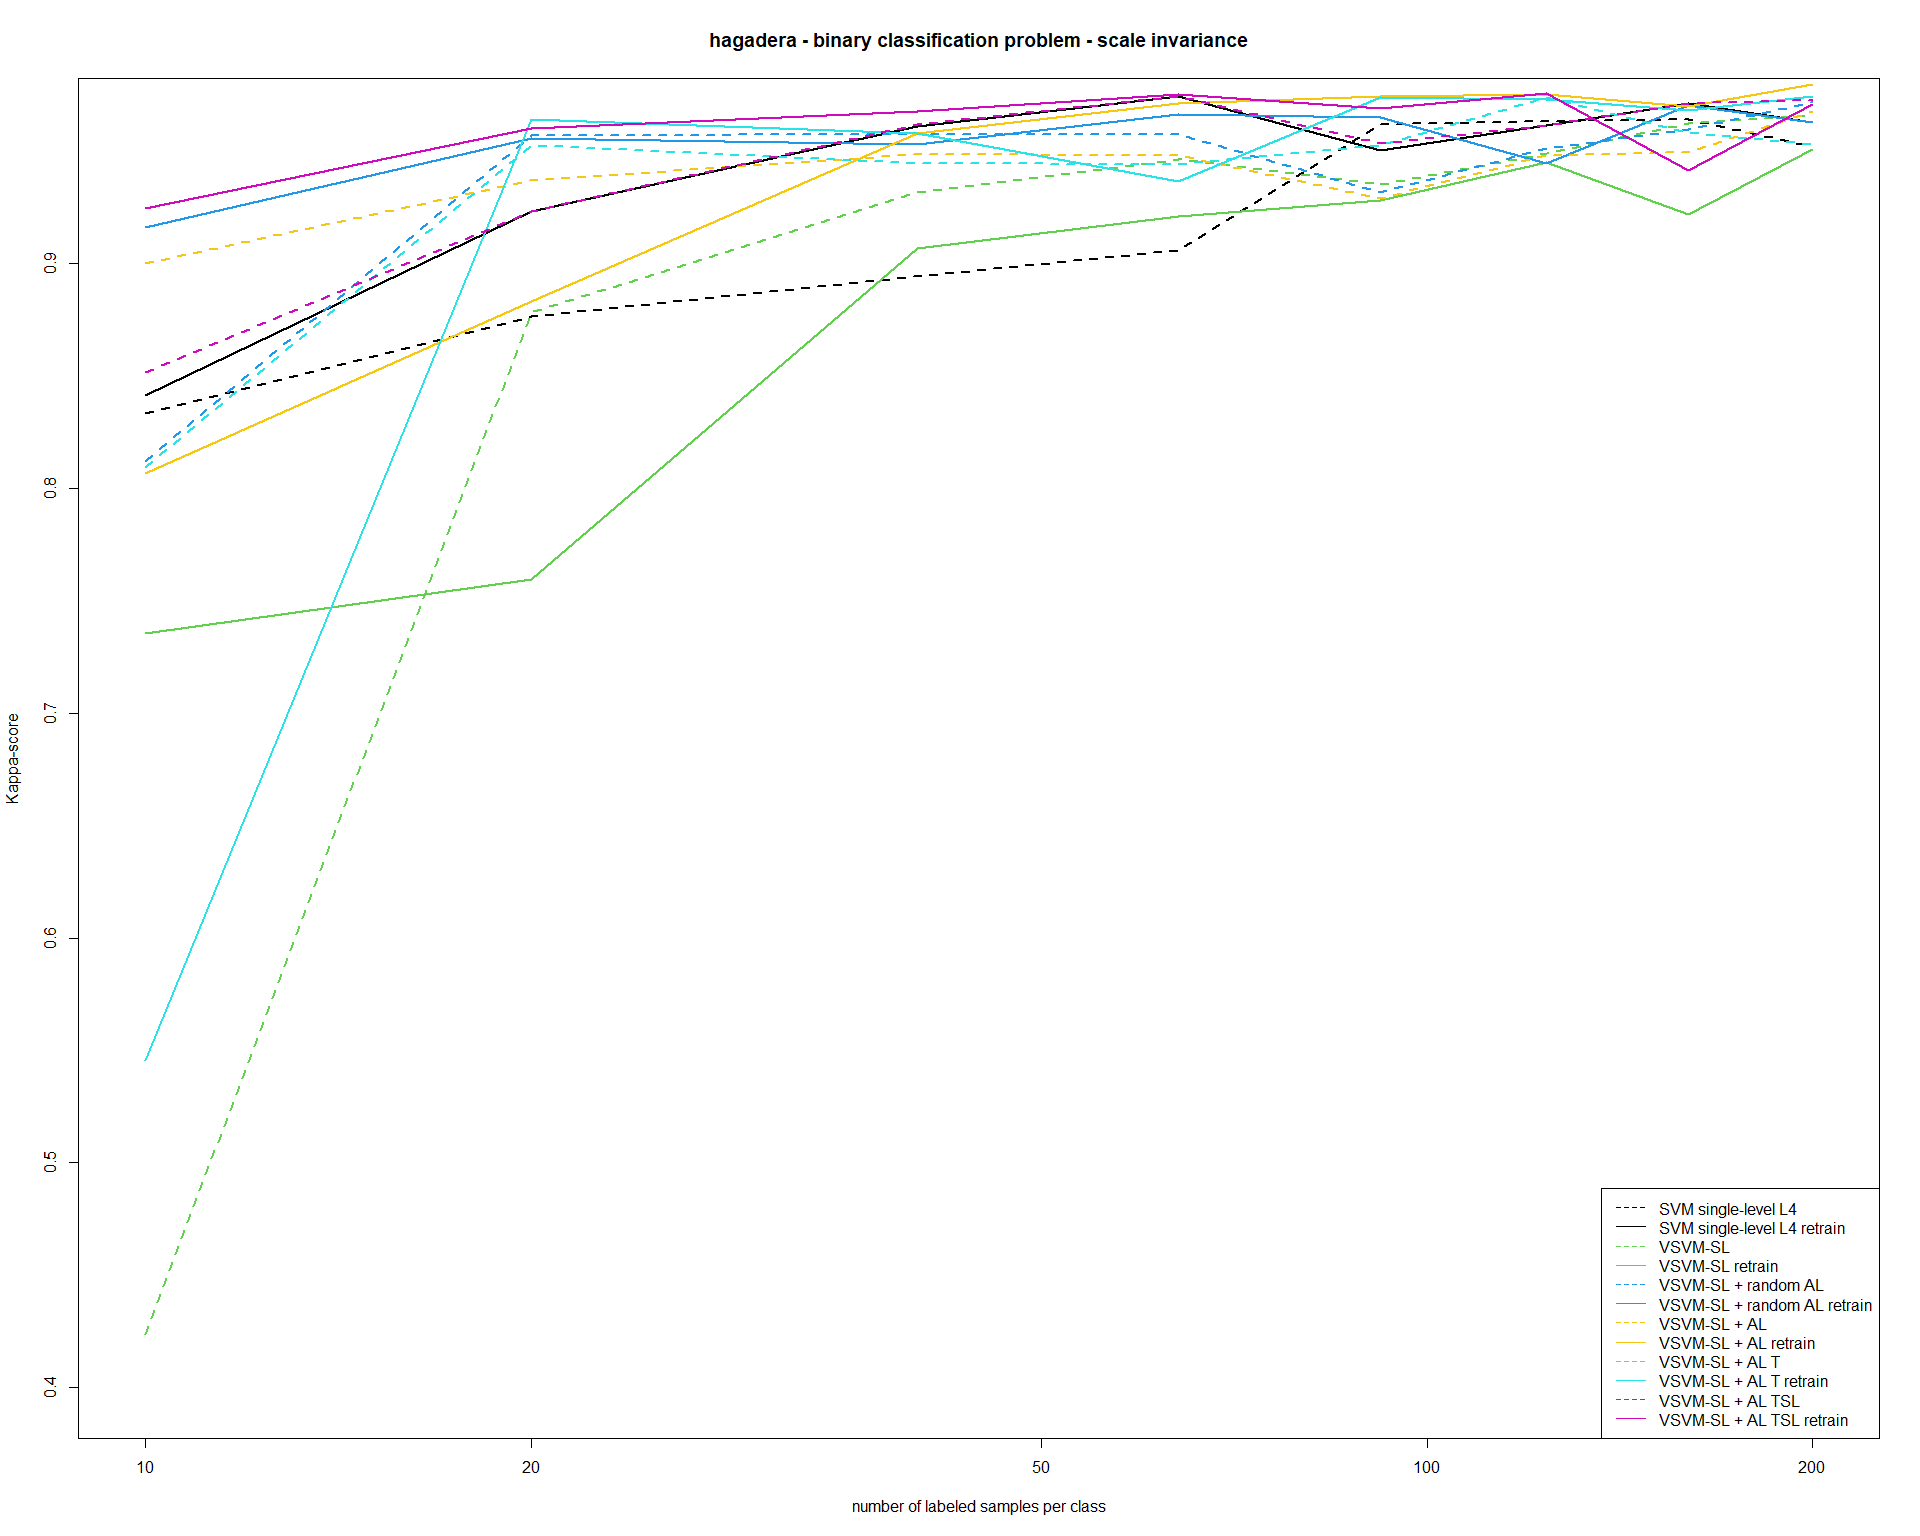 hagadera - binary classification problem - scale invariance
Kappa-score
0.9
0.8
0.7
0.6
0.5
0.4
SVM single-level L4
SVM single-level L4 retrain
VSVM-SL
VSVM-SL retrain
VSVM-SL + random AL
VSVM-SL + random AL retrain
VSVM-SL + AL
VSVM-SL + AL retrain
VSVM-SL + AL T
VSVM-SL + AL T retrain
VSVM-SL + AL TSL
VSVM-SL + AL TSL retrain
10 20 50 100 200
number of labeled samples per class